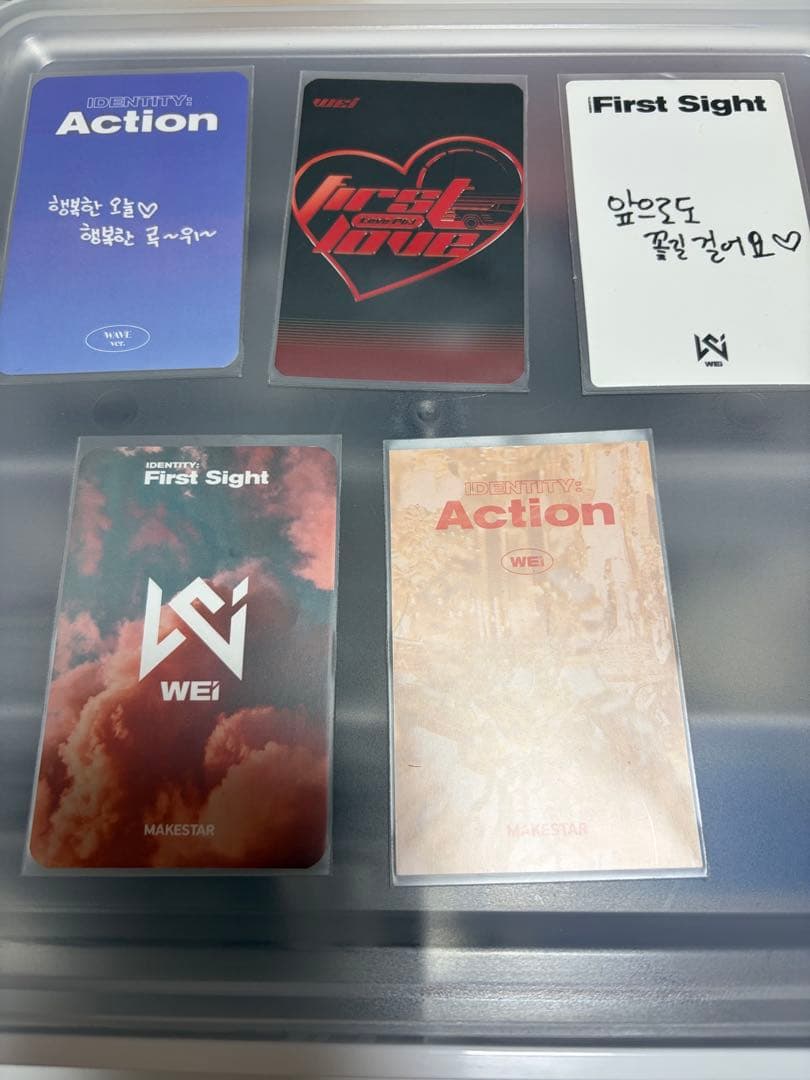 IDENTITY:
Action
행복한 오늘♡
행복한 루~위~
WAVE
ver.
WEi
first
love
First Sight
앞으로도
꽃길 걸어요♡
WEi
IDENTITY:
First Sight
WEi
MAKESTAR
IDENTITY:
Action
WEi
MAKESTAR